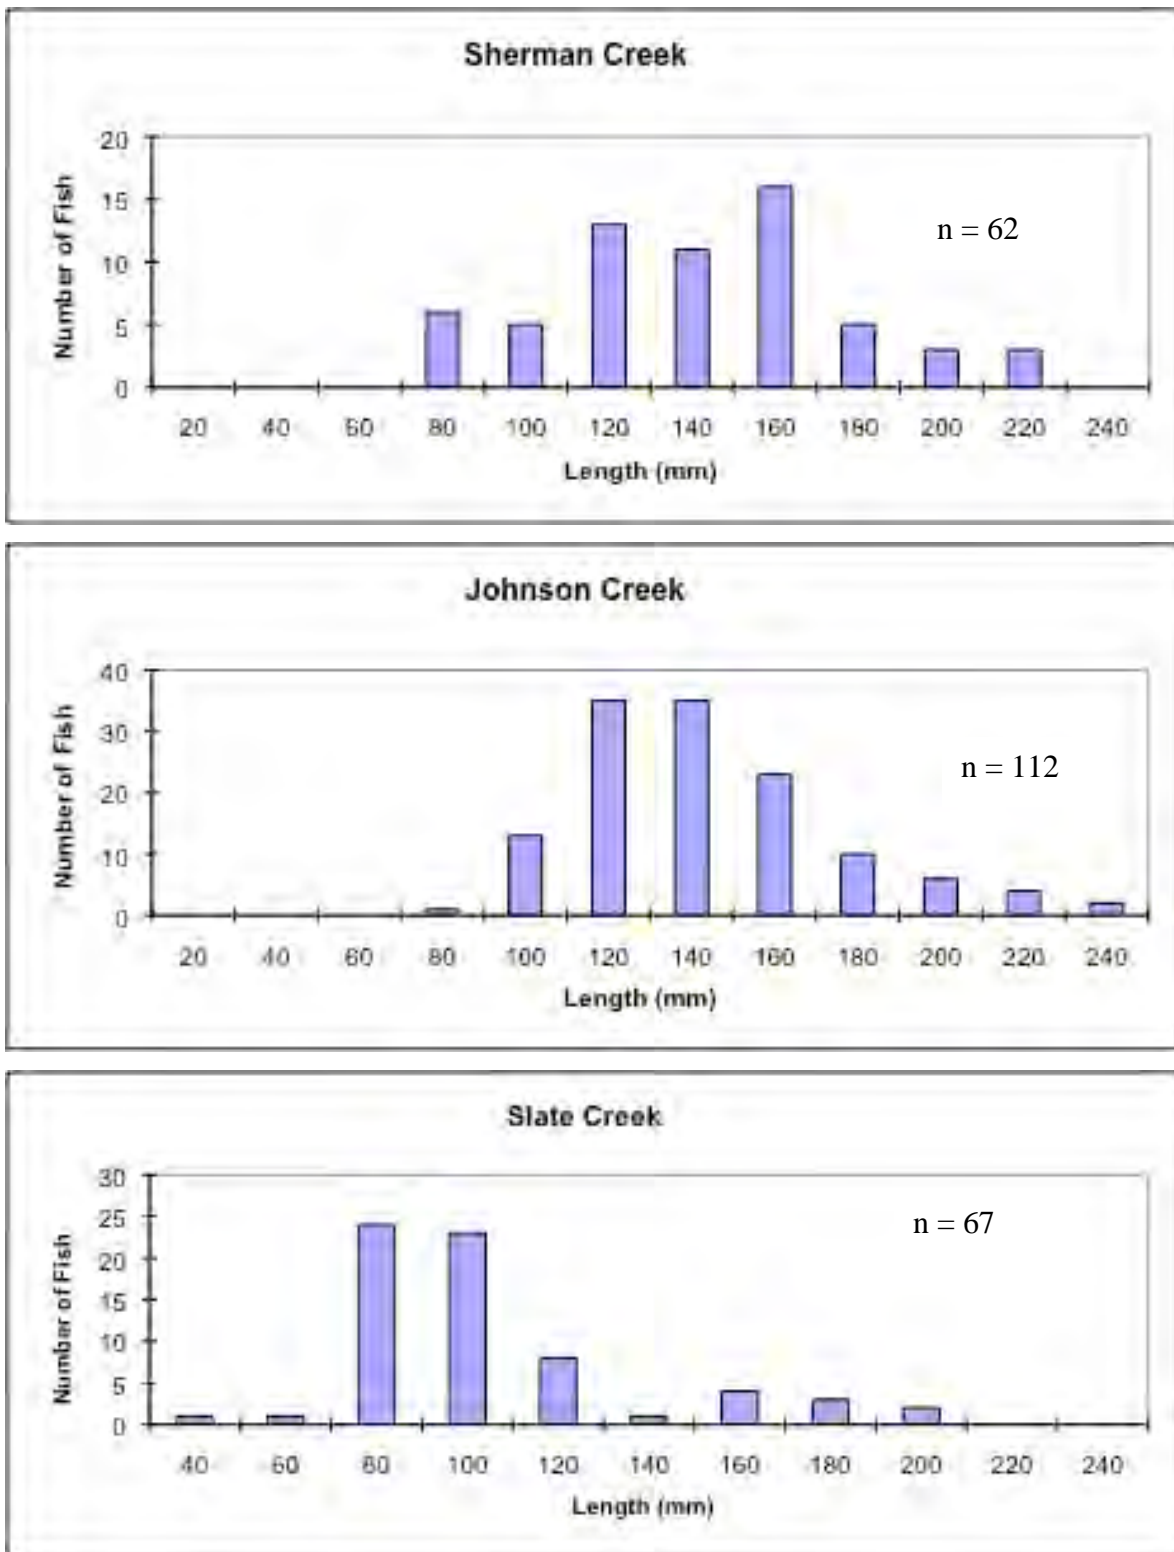 Sherman Creek
20
15
10
5
0
Number of Fish
n = 62
20 40 60 80 100 120 140 160 180 200 220 240
Length (mm)
Johnson Creek
40
30
20
10
0
Number of Fish
n = 112
20 40 60 80 100 120 140 160 180 200 220 240
Length (mm)
Slate Creek
30
25
20
15
10
5
0
Number of Fish
n = 67
40 60 80 100 120 140 160 180 200 220 240
Length (mm)